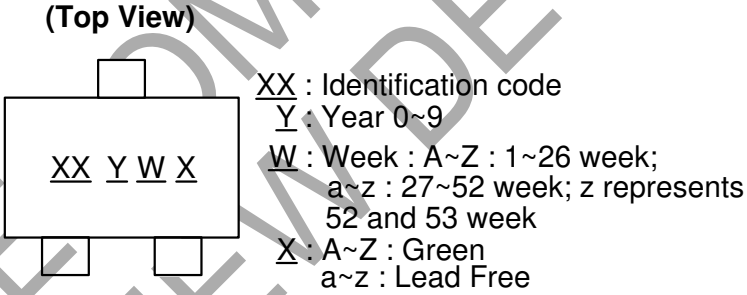 (Top View)
XX Y W X
XX : Identification code
Y : Year 0~9
W : Week : A~Z : 1~26 week;
a~z : 27~52 week; z represents
52 and 53 week
X : A~Z : Green
a~z : Lead Free